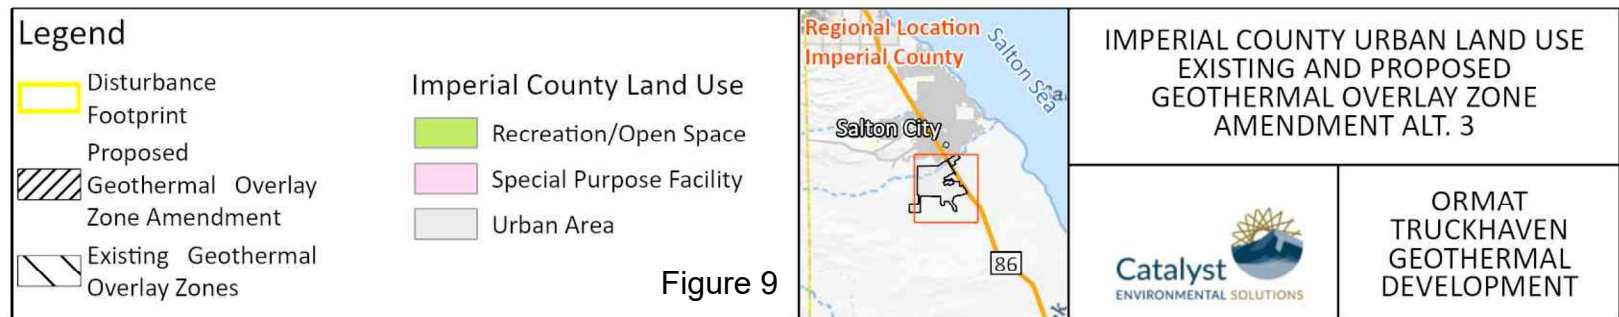 Legend
Disturbance
Footprint
Proposed
Geothermal Overlay
Zone Amendment
Existing Geothermal
Overlay Zones
Imperial County Land Use
Recreation/Open Space
Special Purpose Facility
Urban Area
Figure 9
Regional Location
Imperial County
Salton Sea
Salton City
86
IMPERIAL COUNTY URBAN LAND USE
EXISTING AND PROPOSED
GEOTHERMAL OVERLAY ZONE
AMENDMENT ALT. 3
Catalyst
ENVIRONMENTAL SOLUTIONS
ORMAT
TRUCKHAVEN
GEOTHERMAL
DEVELOPMENT